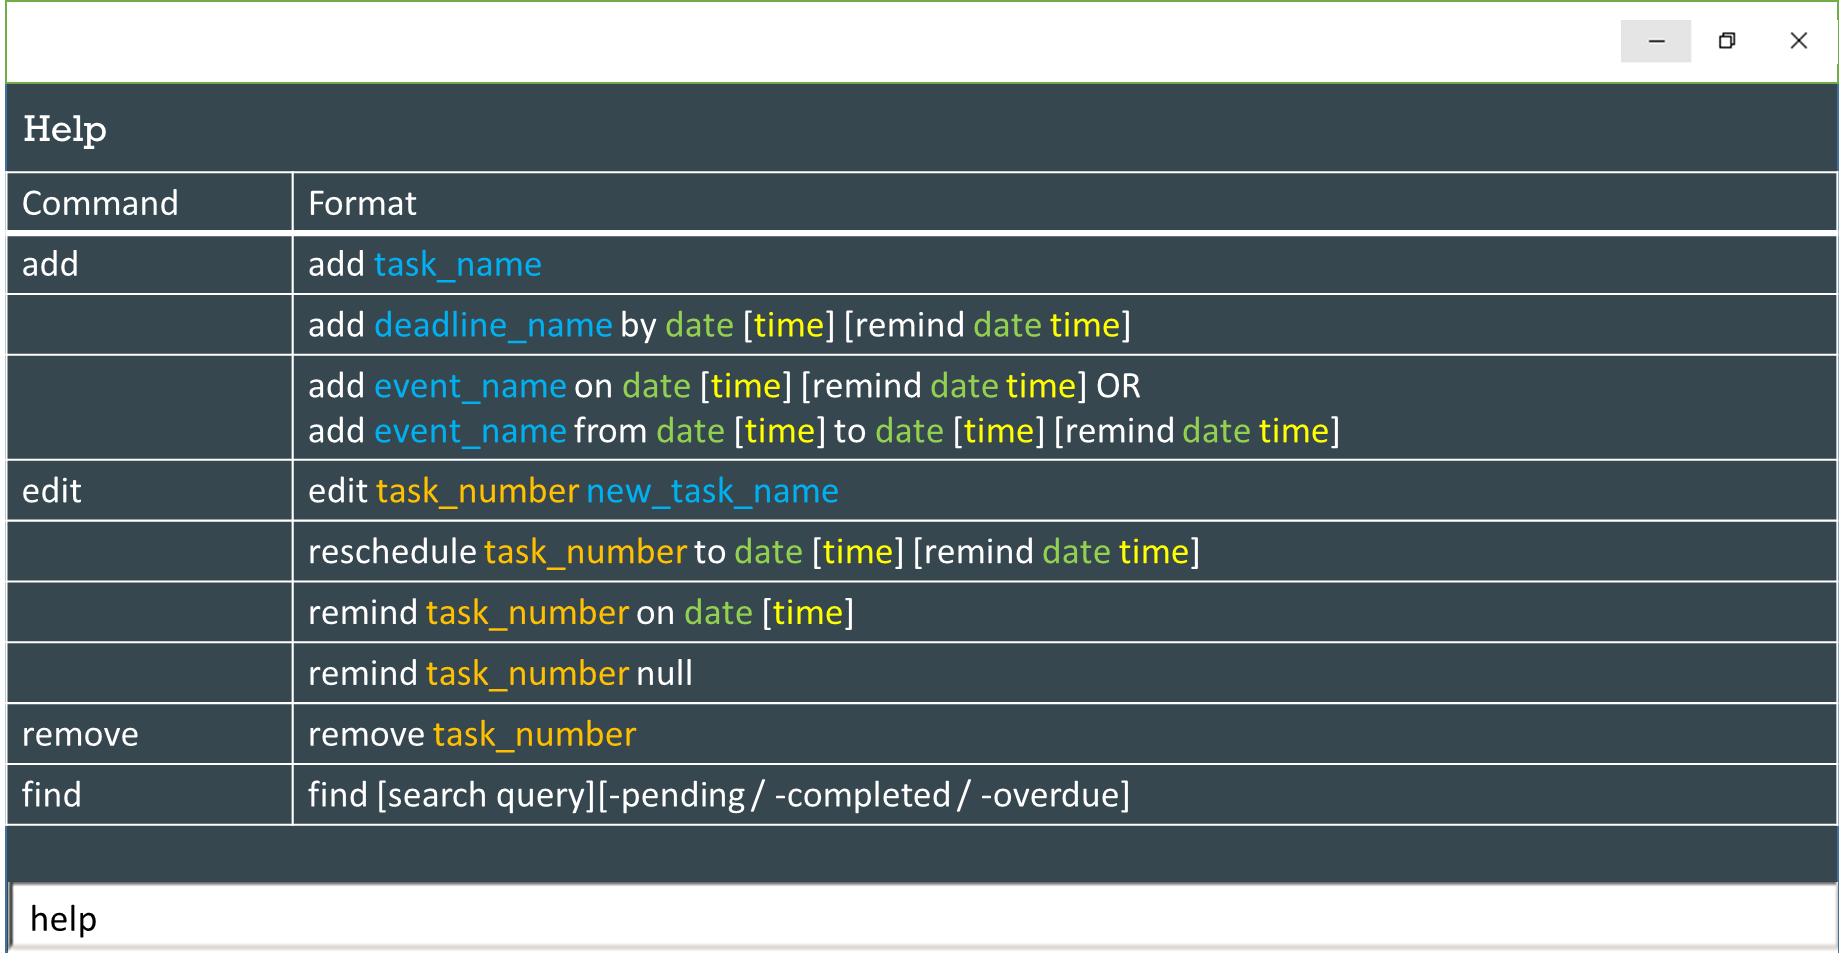 Help
Command Format
add add task_name
add deadline_name by date [time] [remind date time]
add event_name on date [time] [remind date time] OR
add event_name from date [time] to date [time] [remind date time]
edit edit task_number new_task_name
reschedule task_number to date [time] [remind date time]
remind task_number on date [time]
remind task_number null
remove remove task_number
find find [search query][-pending / -completed / -overdue]
help